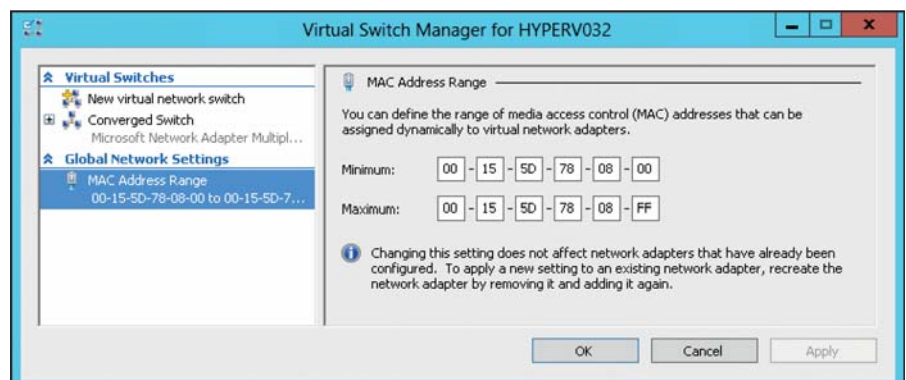 Virtual Switch Manager for HYPERV032
Virtual Switches
New virtual network switch
Converged Switch
Microsoft Network Adapter Multipl...
Global Network Settings
MAC Address Range
00-15-5D-78-08-00 to 00-15-5D-7...
MAC Address Range
You can define the range of media access control (MAC) addresses that can be
assigned dynamically to virtual network adapters.
Minimum: 00 - 15 - 5D - 78 - 08 - 00
Maximum: 00 - 15 - 5D - 78 - 08 - FF
Changing this setting does not affect network adapters that have already been
configured. To apply a new setting to an existing network adapter, recreate the
network adapter by removing it and adding it again.
OK Cancel Apply